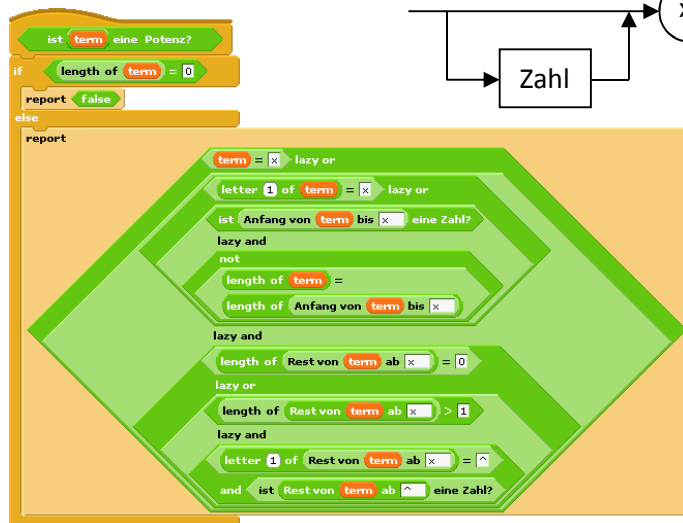 ist term eine Potenz?
if length of term = 0
report false
else
report
term = x lazy or
letter 1 of term = x lazy or
ist Anfang von term bis x eine Zahl?
lazy and
not
length of term =
length of Anfang von term bis x
lazy and
length of Rest von term ab x = 0
lazy or
length of Rest von term ab x > 1
lazy and
letter 1 of Rest von term ab x = ^
and ist Rest von term ab ^ eine Zahl?
x
Zahl